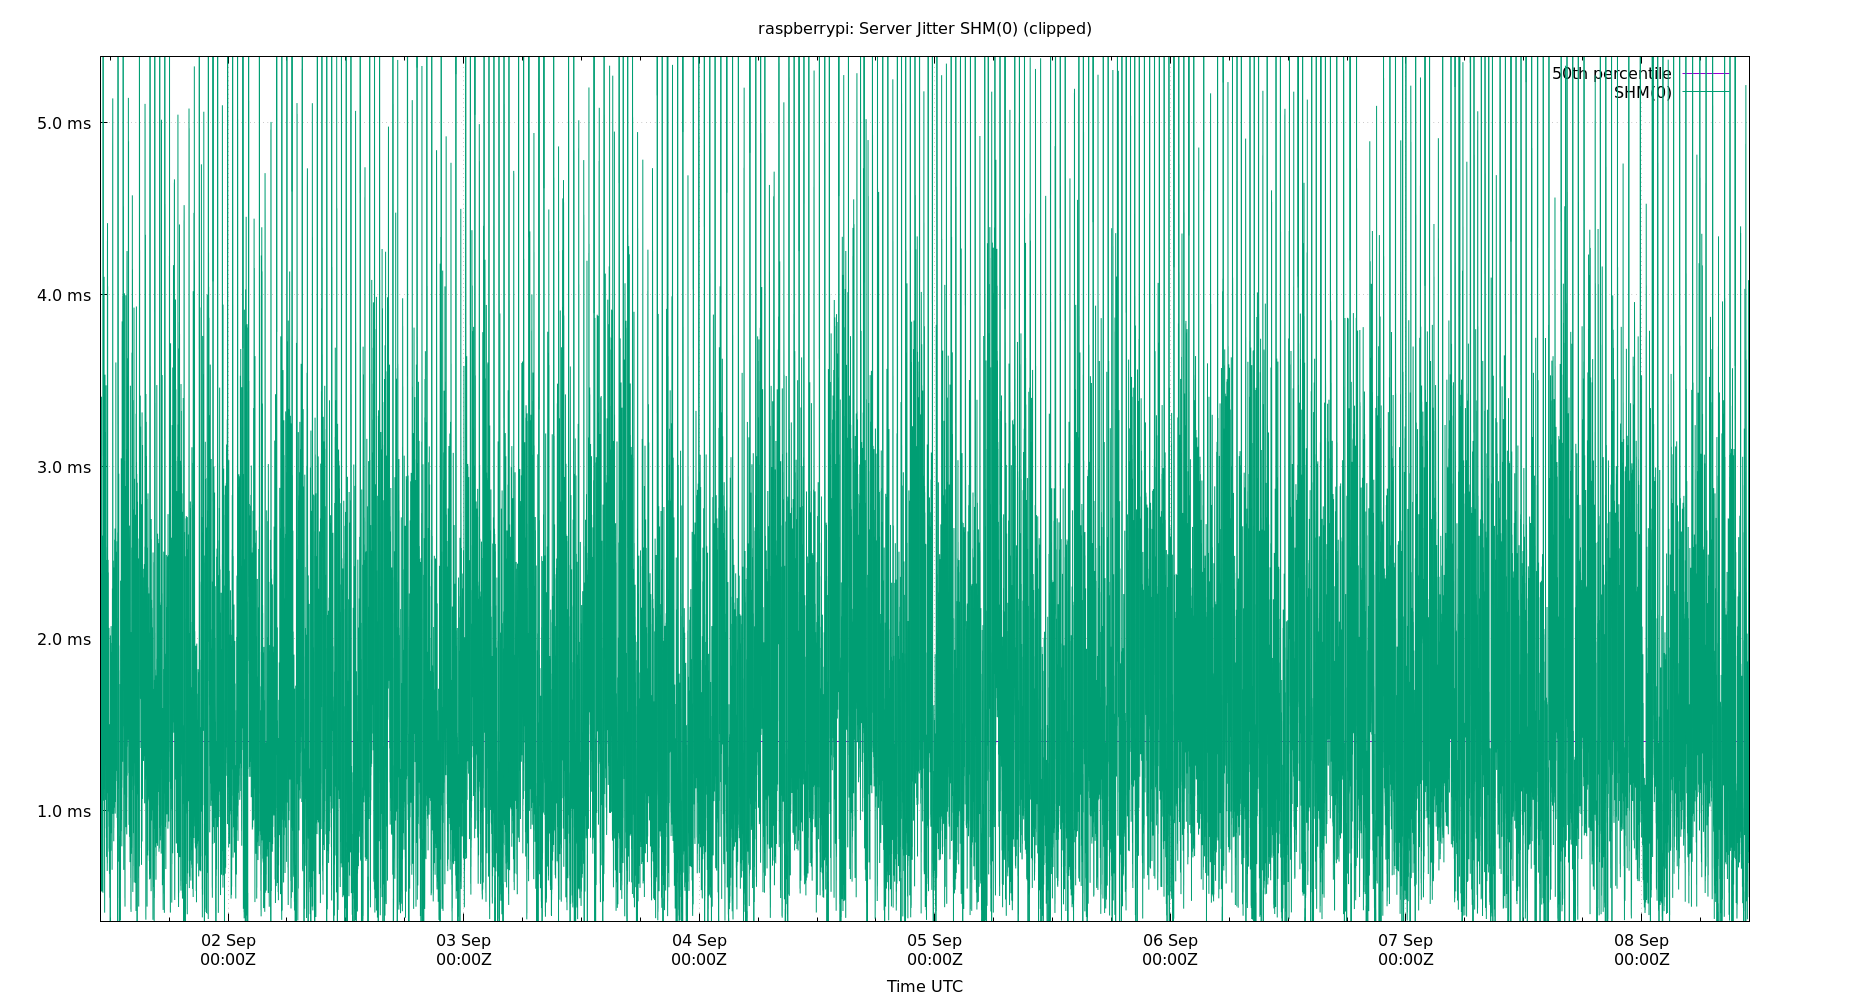 raspberrypi: Server Jitter SHM(0) (clipped)
50th percentile
SHM(0)
5.0 ms
4.0 ms
3.0 ms
2.0 ms
1.0 ms
02 Sep 03 Sep 04 Sep 05 Sep 06 Sep 07 Sep 08 Sep
00:00Z 00:00Z 00:00Z 00:00Z 00:00Z 00:00Z 00:00Z
Time UTC